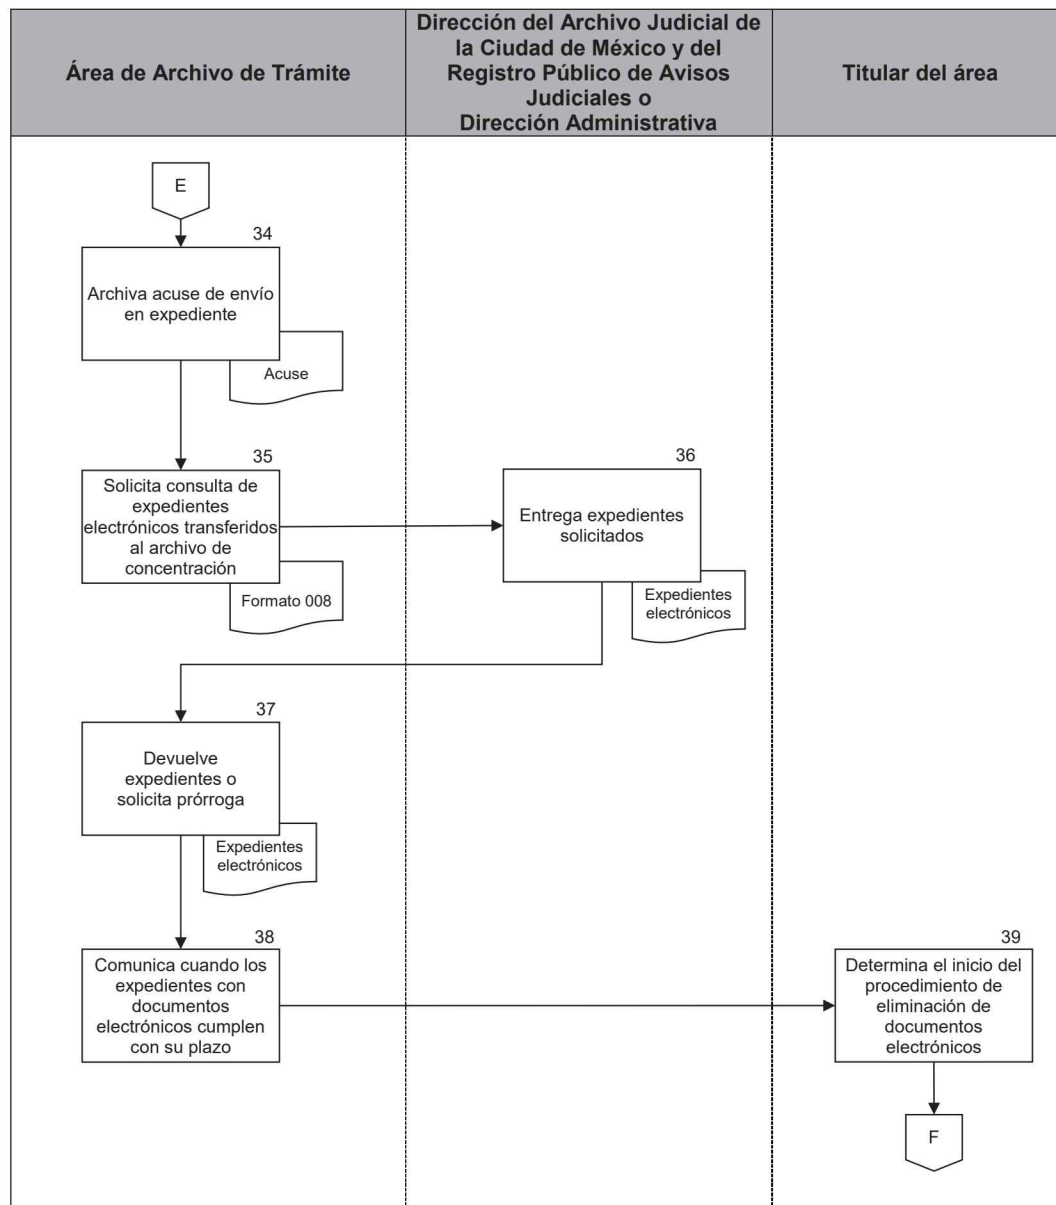 Área de Archivo de Trámite
Dirección del Archivo Judicial de
la Ciudad de México y del
Registro Público de Avisos
Judiciales o
Dirección Administrativa
Titular del área
E
34
Archiva acuse de envío
en expediente
Acuse
35
Solicita consulta de
expedientes
electrónicos transferidos
al archivo de
concentración
Formato 008
36
Entrega expedientes
solicitados
Expedientes
electrónicos
37
Devuelve
expedientes o
solicita prórroga
Expedientes
electrónicos
38
Comunica cuando los
expedientes con
documentos
electrónicos cumplen
con su plazo
39
Determina el inicio del
procedimiento de
eliminación de
documentos
electrónicos
F